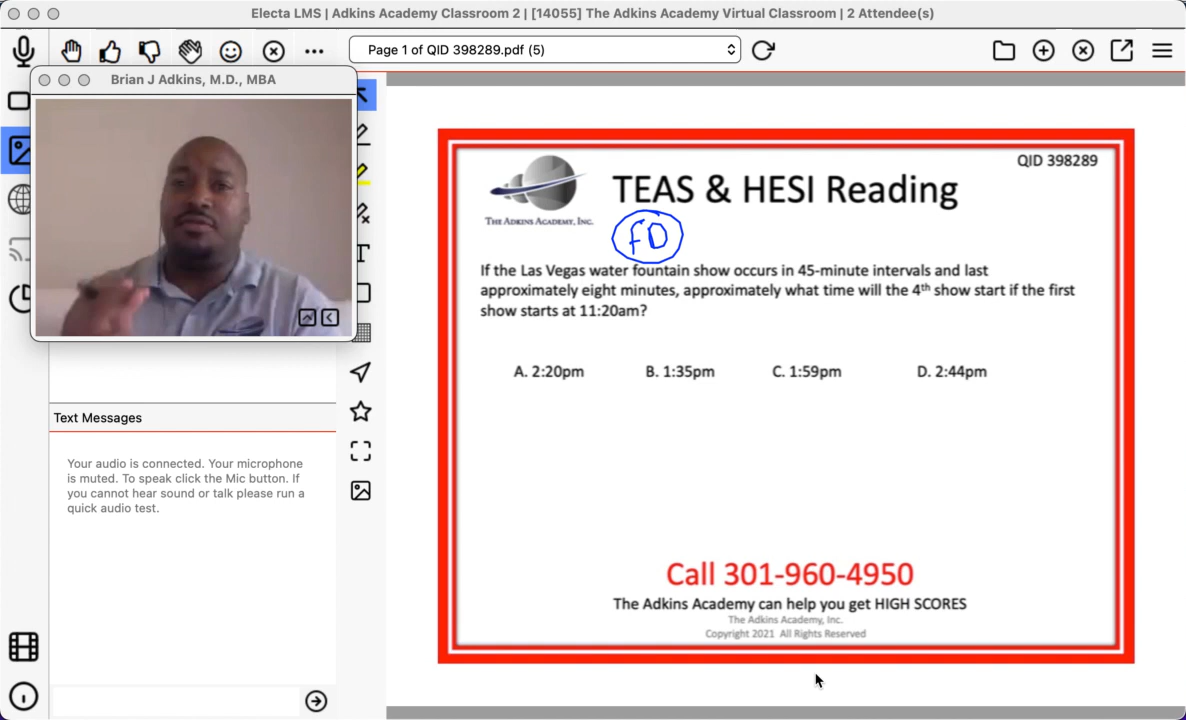 Electa LMS | Adkins Academy Classroom 2 | [14055] The Adkins Academy Virtual Classroom | 2 Attendee(s)
Page 1 of QID 398289.pdf (5)
Brian J Adkins, M.D., MBA
QID 398289
TEAS & HESI Reading
THE ADKINS ACADEMY, INC.
FD
If the Las Vegas water fountain show occurs in 45-minute intervals and last
approximately eight minutes, approximately what time will the 4th show start if the first
show starts at 11:20am?
A. 2:20pm B. 1:35pm C. 1:59pm D. 2:44pm
Text Messages
Your audio is connected. Your microphone
is muted. To speak click the Mic button. If
you cannot hear sound or talk please run a
quick audio test.
Call 301-960-4950
The Adkins Academy can help you get HIGH SCORES
The Adkins Academy, Inc.
Copyright 2021 All Rights Reserved